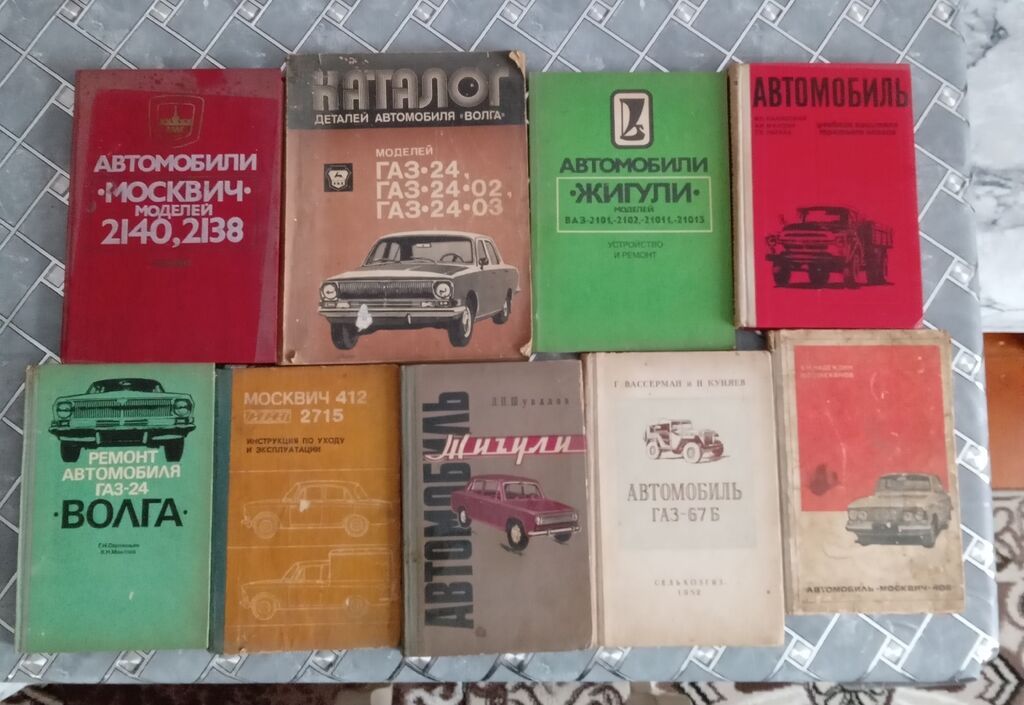 АВТОМОБИЛИ
·МОСКВИЧ·
МОДЕЛЕЙ
2140, 2138
КАТАЛОГ
ДЕТАЛЕЙ АВТОМОБИЛЯ «ВОЛГА»
МОДЕЛЕЙ
ГАЗ·24,
ГАЗ·24·02,
ГАЗ·24·03
АВТОМОБИЛИ
·ЖИГУЛИ·
МОДЕЛЕЙ
ВАЗ-2101,-2102,-21011,-21013
УСТРОЙСТВО
И РЕМОНТ
АВТОМОБИЛЬ
РЕМОНТ
АВТОМОБИЛЯ
ГАЗ-24
·ВОЛГА·
МОСКВИЧ 412
2715
ИНСТРУКЦИЯ ПО УХОДУ
И ЭКСПЛУАТАЦИИ
Л.П.Шувалов
АВТОМОБИЛЬ
Жигули
Г. ВАССЕРМАН и Н. КУНЯЕВ
АВТОМОБИЛЬ
ГАЗ-67Б
СЕЛЬХОЗГИЗ
1952
АВТОМОБИЛЬ «МОСКВИЧ-408